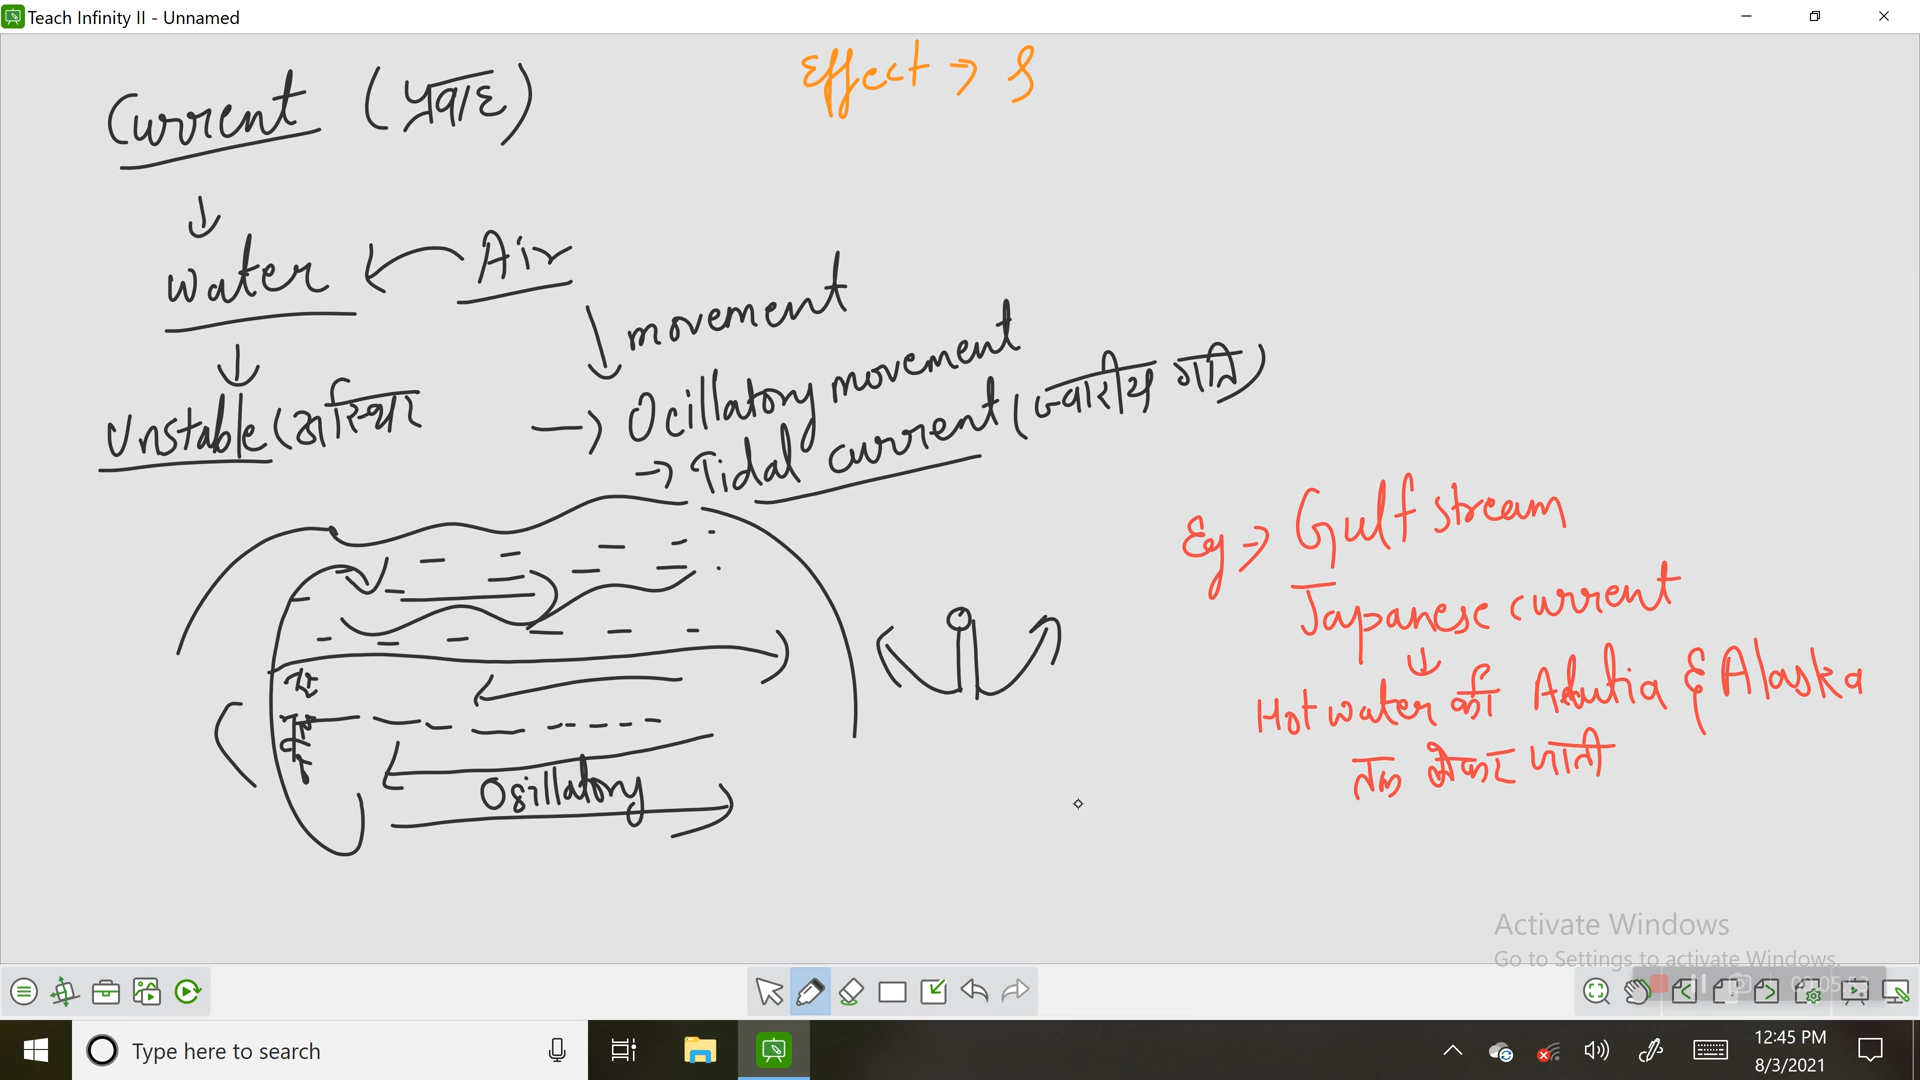 Teach Infinity II - Unnamed
Effect →
Current (प्रवाह)
↓
Water ← Air
↓ movement
Unstable (अस्थिर
→ Ocillatory movement
→ Tidal current (ज्वारीय गति)
Eg → Gulf stream
Japanese current
↓
Hot water को & Alaska
तक लेकर जाती
Osillatory
Activate Windows
Go to Settings to activate Windows.
Type here to search
12:45 PM
8/3/2021